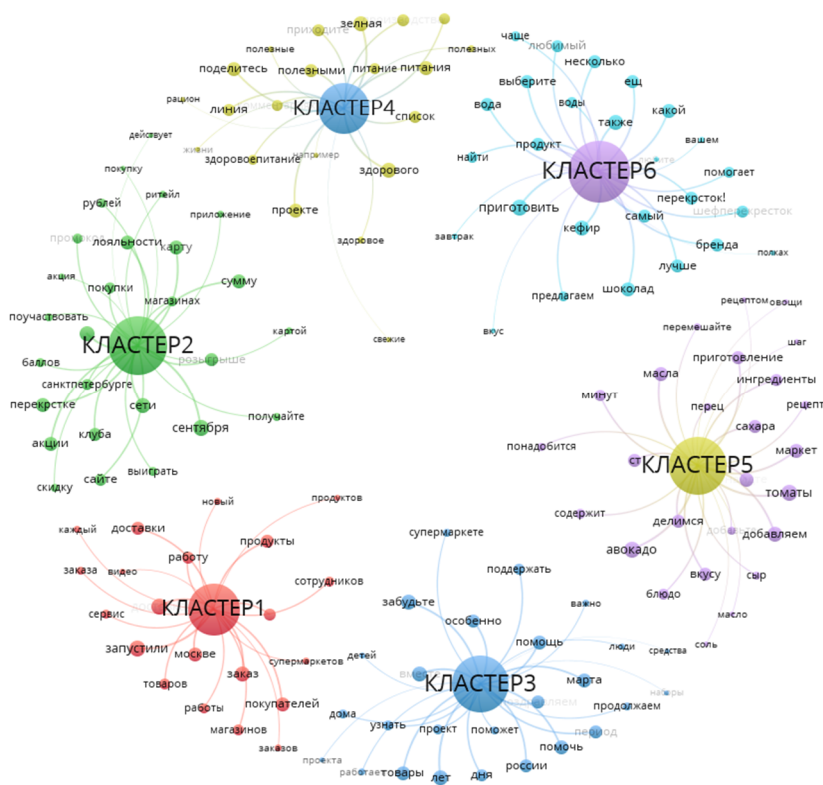 зелная
приходите
полезные
полезных
поделитесь
полезными
питание
питания
рацион
линия
КЛАСТЕР4
список
жизни
здоровоепитание
например
здорового
проекте
здоровое
свежие
чаще
любимый
несколько
выберите
ещ
вода
воды
также
какой
продукт
вашем
найти
КЛАСТЕР6
помогает
приготовить
самый
перекрсток!
шефперекресток
кефир
завтрак
бренда
лучше
полках
шоколад
предлагаем
вкус
действует
покупку
рублей
ритейл
приложение
промокод
лояльности
карту
акция
покупки
магазинах
сумму
поучаствовать
КЛАСТЕР2
картой
розыгрыше
баллов
санктпетербурге
перекрстке
сети
получайте
клуба
сентября
акции
сайте
выиграть
скидку
рецептом
овощи
перемешайте
шаг
приготовление
масла
ингредиенты
минут
перец
рецепт
сахара
понадобится
маркет
КЛАСТЕР5
томаты
содержит
делимся
добавляем
авокадо
вкусу
сыр
блюдо
масло
соль
новый
продуктов
каждый
доставки
продукты
работу
заказа
видео
сотрудников
сервис
КЛАСТЕР1
запустили
москве
супермаркетов
товаров
заказ
работы
покупателей
магазинов
заказов
супермаркете
поддержать
забудьте
особенно
важно
помощь
люди
средства
детей
КЛАСТЕР3
марта
наборы
дома
узнать
проект
поможет
продолжаем
период
помочь
проекта
работает
товары
лет
дня
россии